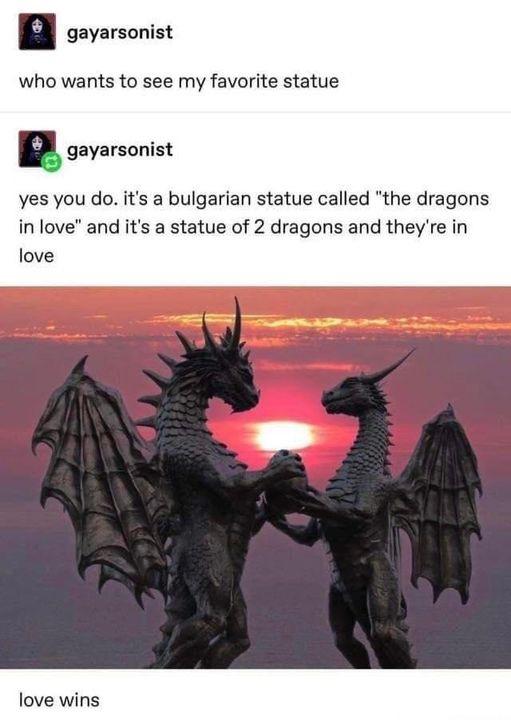 gayarsonist
who wants to see my favorite statue
gayarsonist
yes you do. it's a bulgarian statue called "the dragons
in love" and it's a statue of 2 dragons and they're in
love
love wins